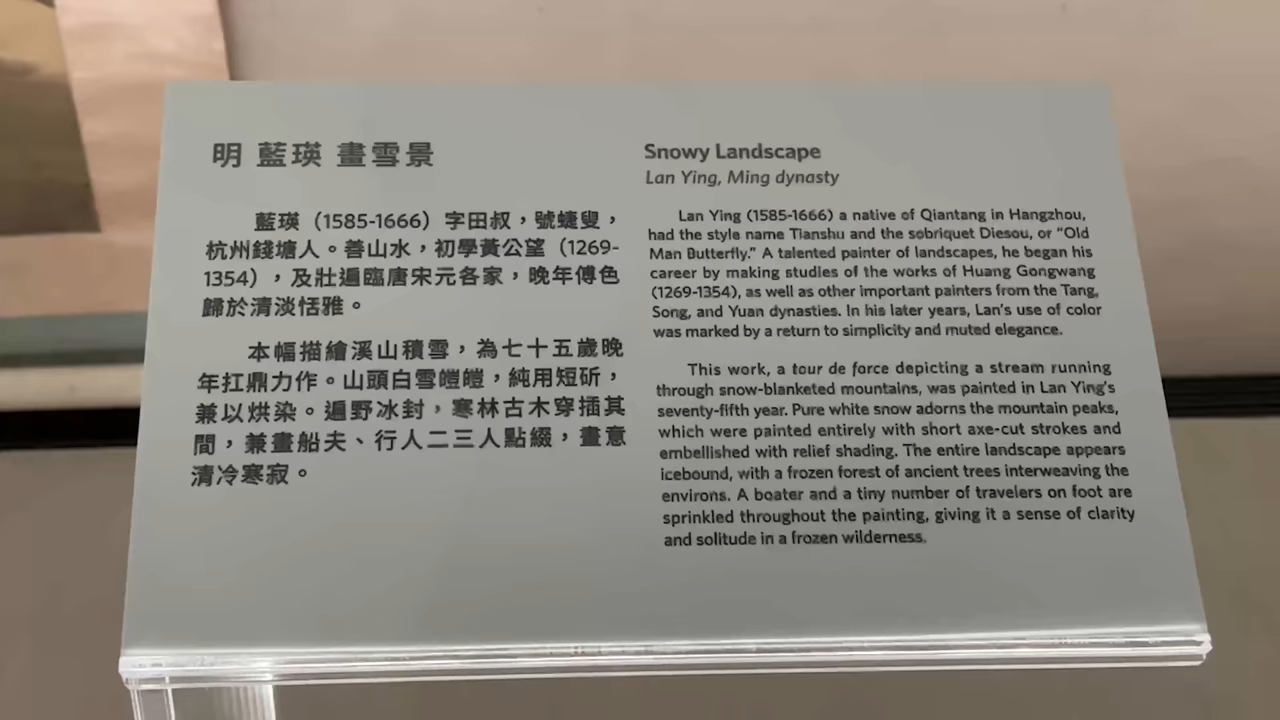 明 藍瑛 畫雪景
藍瑛（1585-1666）字田叔，號蜨叟，
杭州錢塘人。善山水，初學黃公望（1269-
1354），及壯遍臨唐宋元各家，晚年傅色
歸於清淡恬雅。
本幅描繪溪山積雪，為七十五歲晚
年扛鼎力作。山頭白雪皚皚，純用短斫，
兼以烘染。遍野冰封，寒林古木穿插其
間，兼畫船夫、行人二三人點綴，畫意
清冷寒寂。
Snowy Landscape
Lan Ying, Ming dynasty
Lan Ying (1585-1666) a native of Qiantang in Hangzhou,
had the style name Tianshu and the sobriquet Diesou, or “Old
Man Butterfly.” A talented painter of landscapes, he began his
career by making studies of the works of Huang Gongwang
(1269-1354), as well as other important painters from the Tang,
Song, and Yuan dynasties. In his later years, Lan’s use of color
was marked by a return to simplicity and muted elegance.
This work, a tour de force depicting a stream running
through snow-blanketed mountains, was painted in Lan Ying’s
seventy-fifth year. Pure white snow adorns the mountain peaks,
which were painted entirely with short axe-cut strokes and
embellished with relief shading. The entire landscape appears
icebound, with a frozen forest of ancient trees interweaving the
environs. A boater and a tiny number of travelers on foot are
sprinkled throughout the painting, giving it a sense of clarity
and solitude in a frozen wilderness.